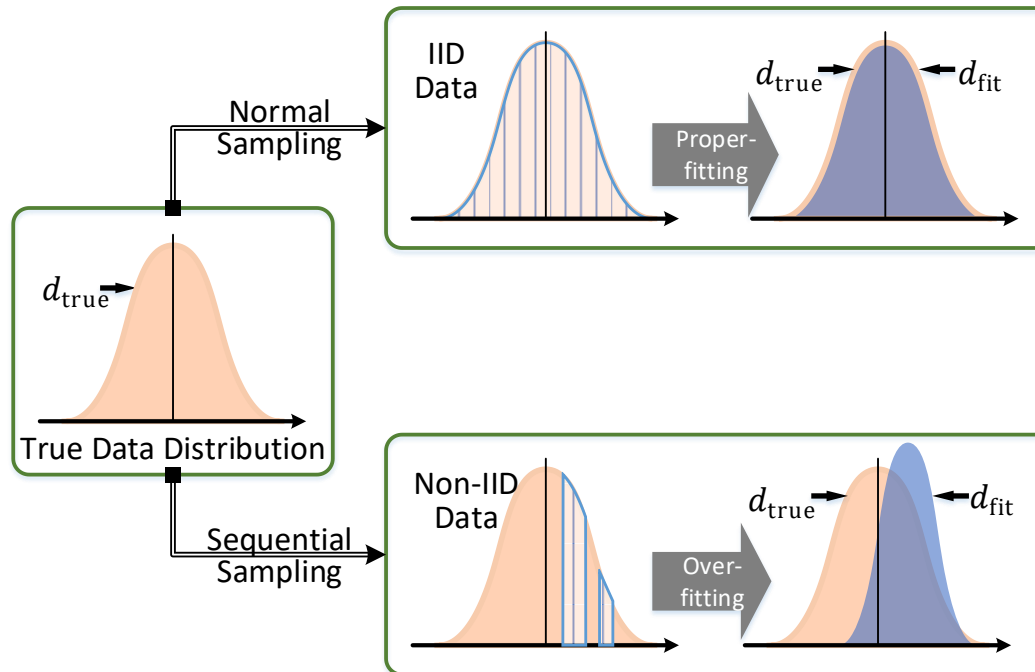 Normal
Sampling
IID
Data
Proper-
fitting
d_true
d_fit
d_true
True Data Distribution
Sequential
Sampling
Non-IID
Data
Over-
fitting
d_true
d_fit